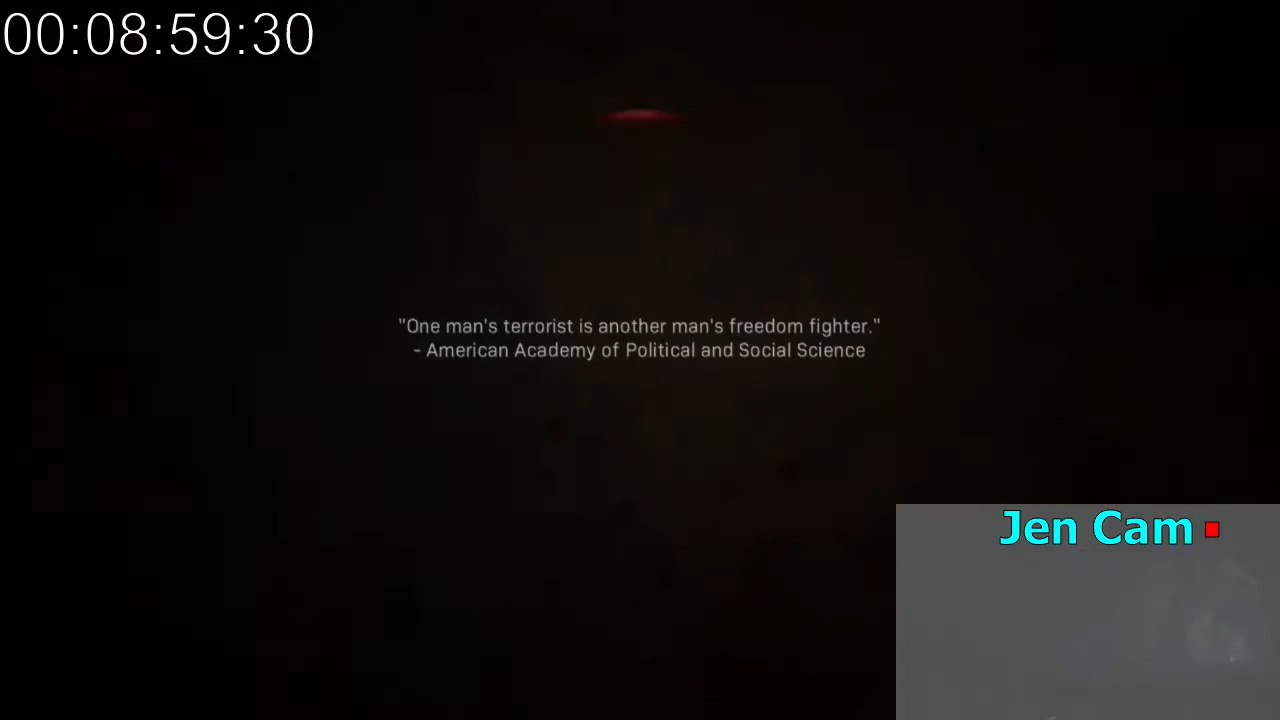 00:08:59:30
"One man's terrorist is another man's freedom fighter."
- American Academy of Political and Social Science
Jen Cam